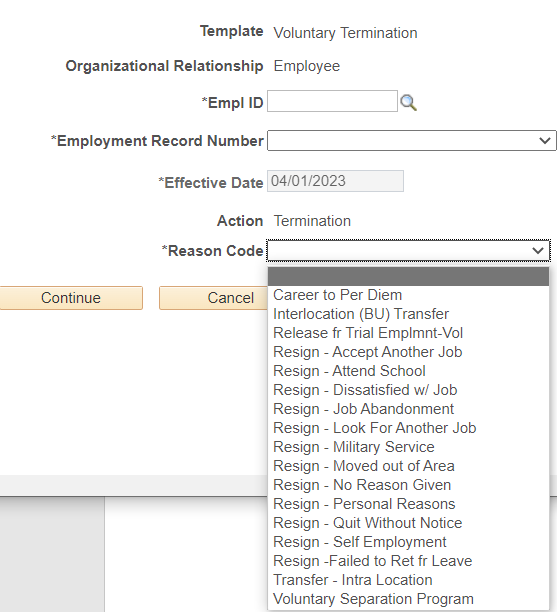 Template Voluntary Termination
Organizational Relationship Employee
*Empl ID
*Employment Record Number
*Effective Date 04/01/2023
Action Termination
*Reason Code
Continue Cancel
Career to Per Diem
Interlocation (BU) Transfer
Release fr Trial Emplmnt-Vol
Resign - Accept Another Job
Resign - Attend School
Resign - Dissatisfied w/ Job
Resign - Job Abandonment
Resign - Look For Another Job
Resign - Military Service
Resign - Moved out of Area
Resign - No Reason Given
Resign - Personal Reasons
Resign - Quit Without Notice
Resign - Self Employment
Resign -Failed to Ret fr Leave
Transfer - Intra Location
Voluntary Separation Program